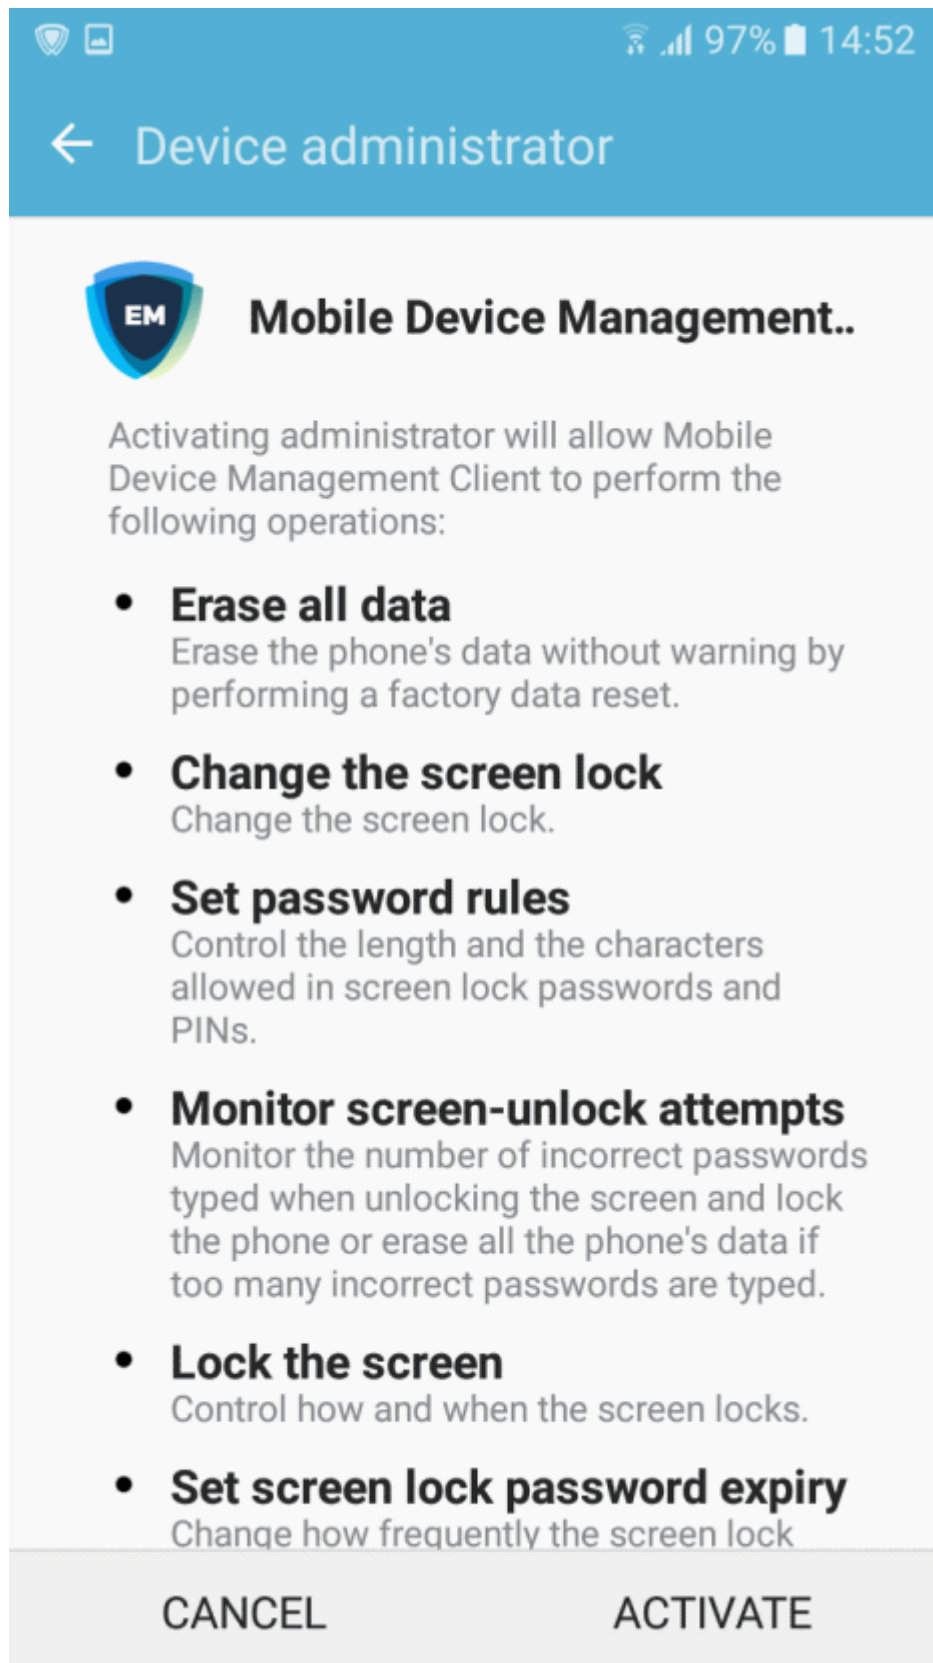 97% 14:52
Device administrator
EM
Mobile Device Management..
Activating administrator will allow Mobile
Device Management Client to perform the
following operations:
• Erase all data
Erase the phone's data without warning by
performing a factory data reset.
• Change the screen lock
Change the screen lock.
• Set password rules
Control the length and the characters
allowed in screen lock passwords and
PINs.
• Monitor screen-unlock attempts
Monitor the number of incorrect passwords
typed when unlocking the screen and lock
the phone or erase all the phone's data if
too many incorrect passwords are typed.
• Lock the screen
Control how and when the screen locks.
• Set screen lock password expiry
Change how frequently the screen lock
CANCEL ACTIVATE